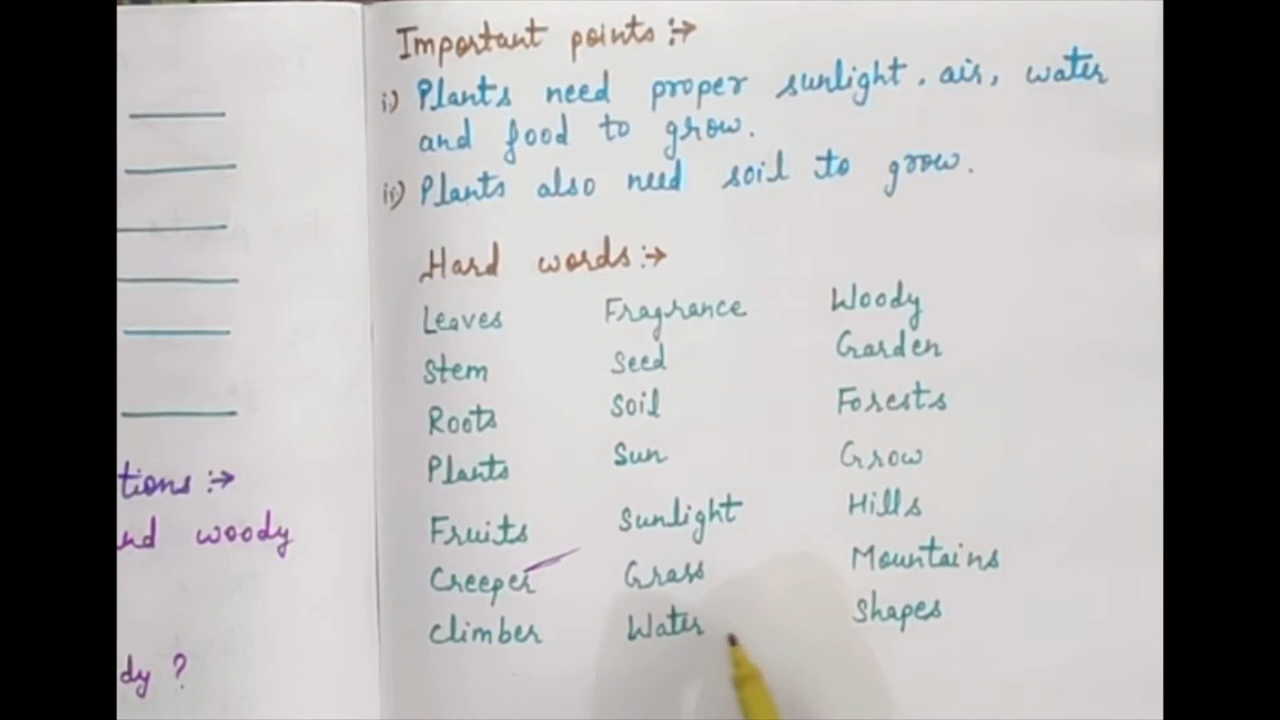 Important points :→
i) Plants need proper sunlight, air, water
and food to grow.
ii) Plants also need soil to grow.
Hard words :→
Leaves Fragrance Woody
Stem Seed Garden
Roots Soil Forests
Plants Sun Grow
Fruits Sunlight Hills
Creeper Grass Mountains
Climber Water Shapes
tions :→
nd woody
dy ?